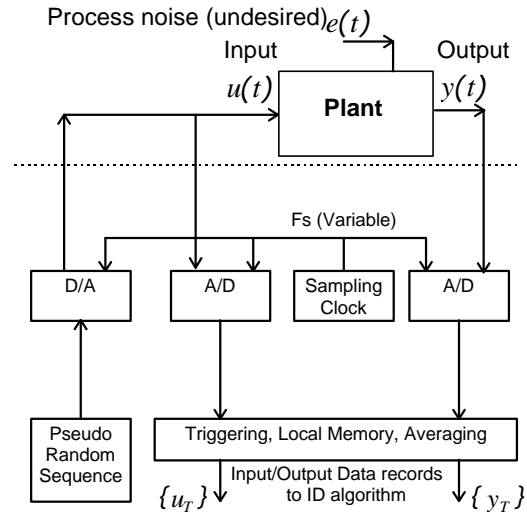 Process noise (undesired) e(t)
Input
Output
u(t)
Plant
y(t)
Fs (Variable)
D/A
A/D
Sampling
Clock
A/D
Pseudo
Random
Sequence
Triggering, Local Memory, Averaging
Input/Output Data records
to ID algorithm
{u_T}
{y_T}